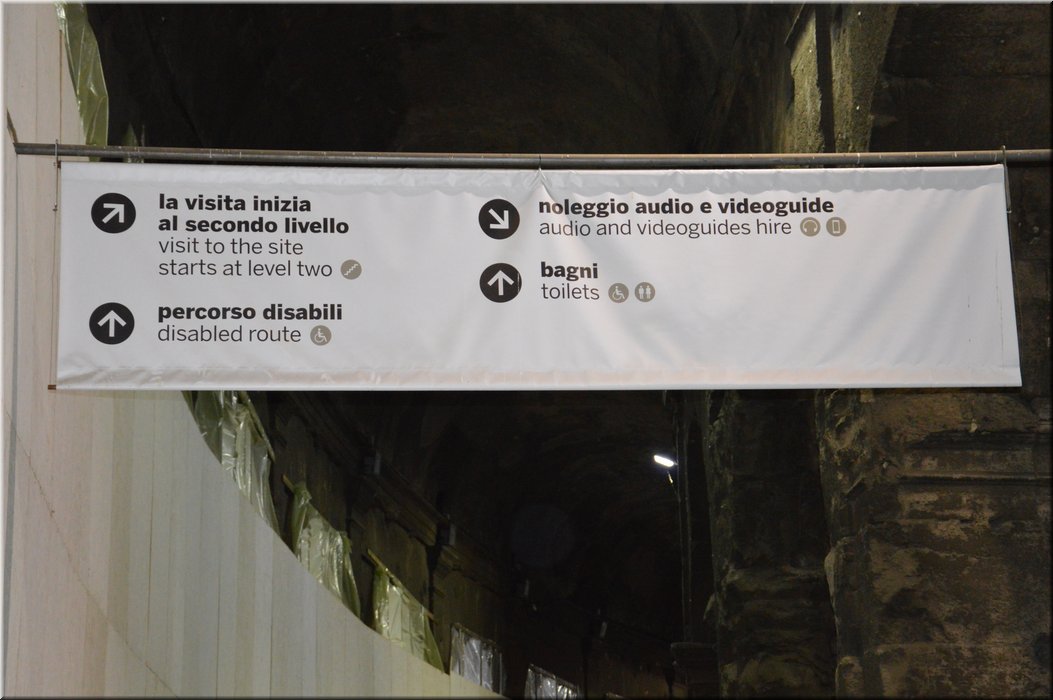 la visita inizia
al secondo livello
visit to the site
starts at level two
percorso disabili
disabled route
noleggio audio e videoguide
audio and videoguides hire
bagni
toilets